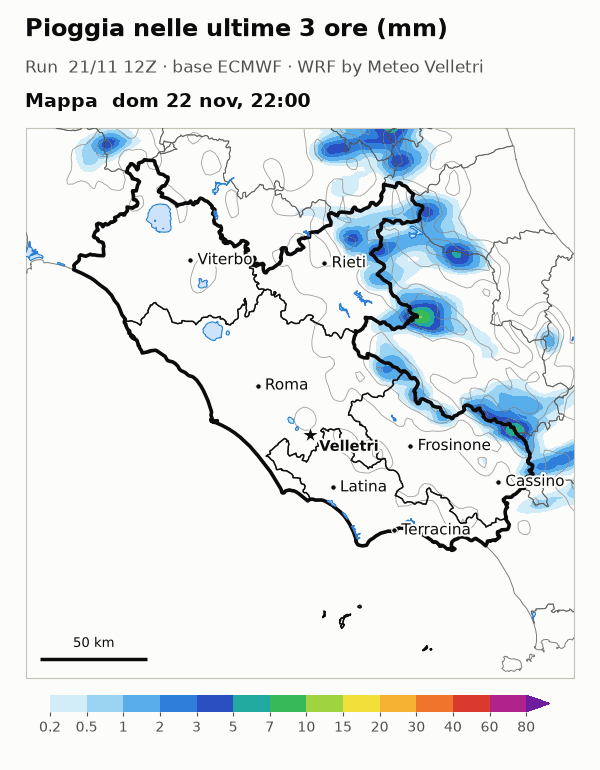 Pioggia nelle ultime 3 ore (mm)
Run  21/11 12Z · base ECMWF · WRF by Meteo Velletri
Mappa  dom 22 nov, 22:00
Viterbo
Rieti
Roma
Velletri
Frosinone
Latina
Cassino
Terracina
50 km
0.2 0.5 1 2 3 5 7 10 15 20 30 40 60 80